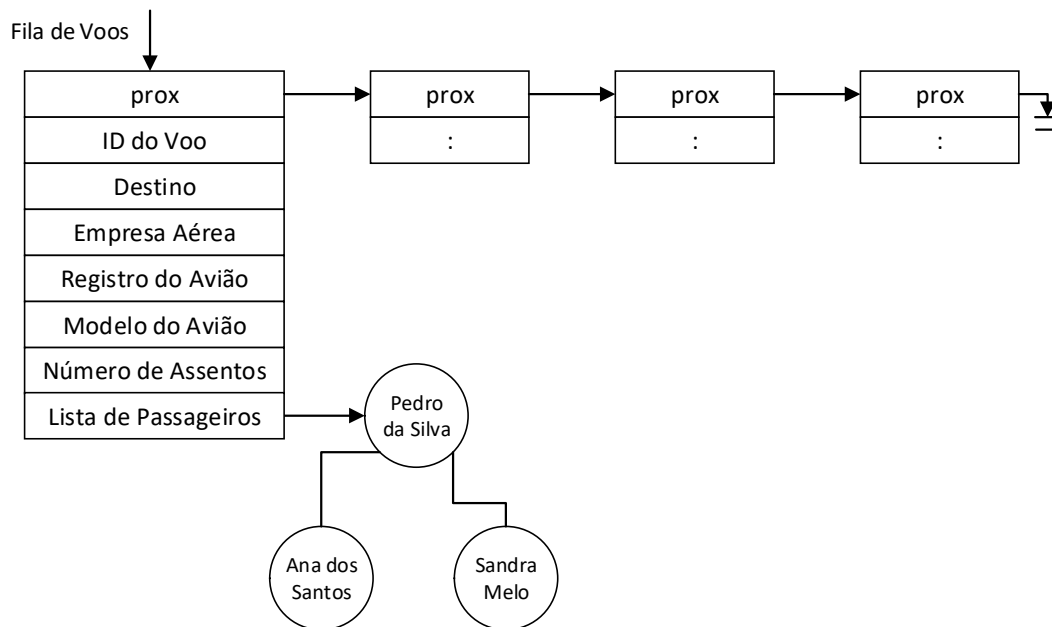 Fila de Voos
prox
prox
prox
prox
ID do Voo
:
:
:
Destino
Empresa Aérea
Registro do Avião
Modelo do Avião
Número de Assentos
Lista de Passageiros
Pedro
da Silva
Ana dos
Santos
Sandra
Melo